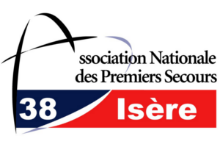 Association Nationale
des Premiers Secours
38 Isère